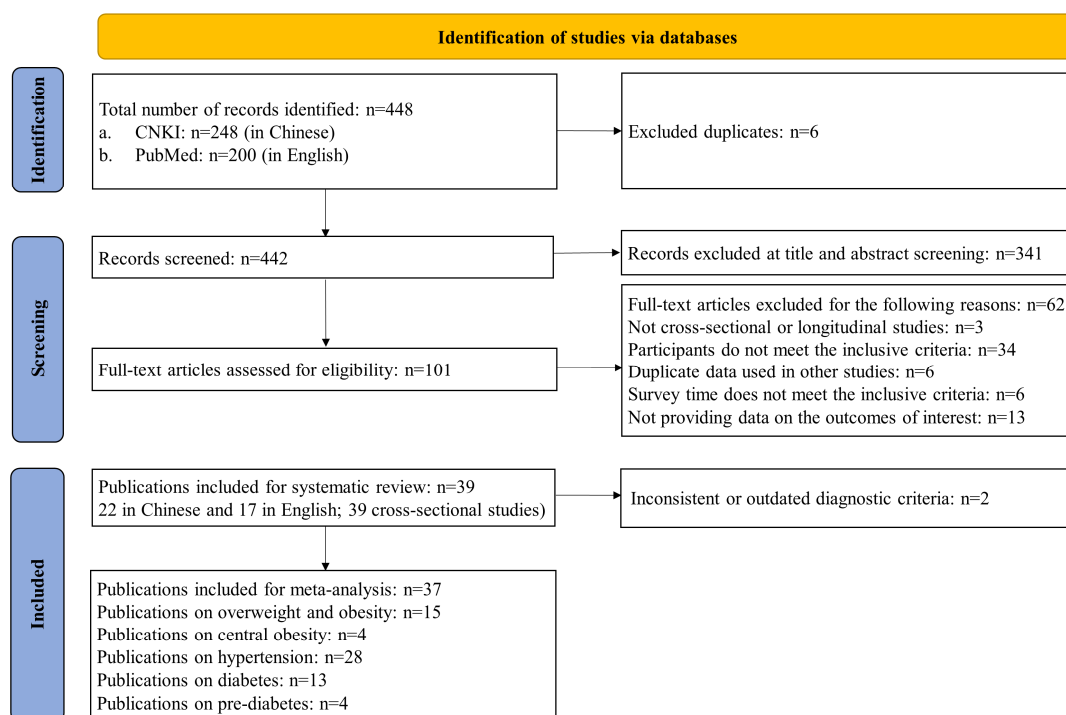 Identification of studies via databases
Identification
Total number of records identified: n=448
a. CNKI: n=248 (in Chinese)
b. PubMed: n=200 (in English)
Excluded duplicates: n=6
Screening
Records screened: n=442
Records excluded at title and abstract screening: n=341
Full-text articles assessed for eligibility: n=101
Full-text articles excluded for the following reasons: n=62
Not cross-sectional or longitudinal studies: n=3
Participants do not meet the inclusive criteria: n=34
Duplicate data used in other studies: n=6
Survey time does not meet the inclusive criteria: n=6
Not providing data on the outcomes of interest: n=13
Included
Publications included for systematic review: n=39
22 in Chinese and 17 in English; 39 cross-sectional studies)
Inconsistent or outdated diagnostic criteria: n=2
Publications included for meta-analysis: n=37
Publications on overweight and obesity: n=15
Publications on central obesity: n=4
Publications on hypertension: n=28
Publications on diabetes: n=13
Publications on pre-diabetes: n=4